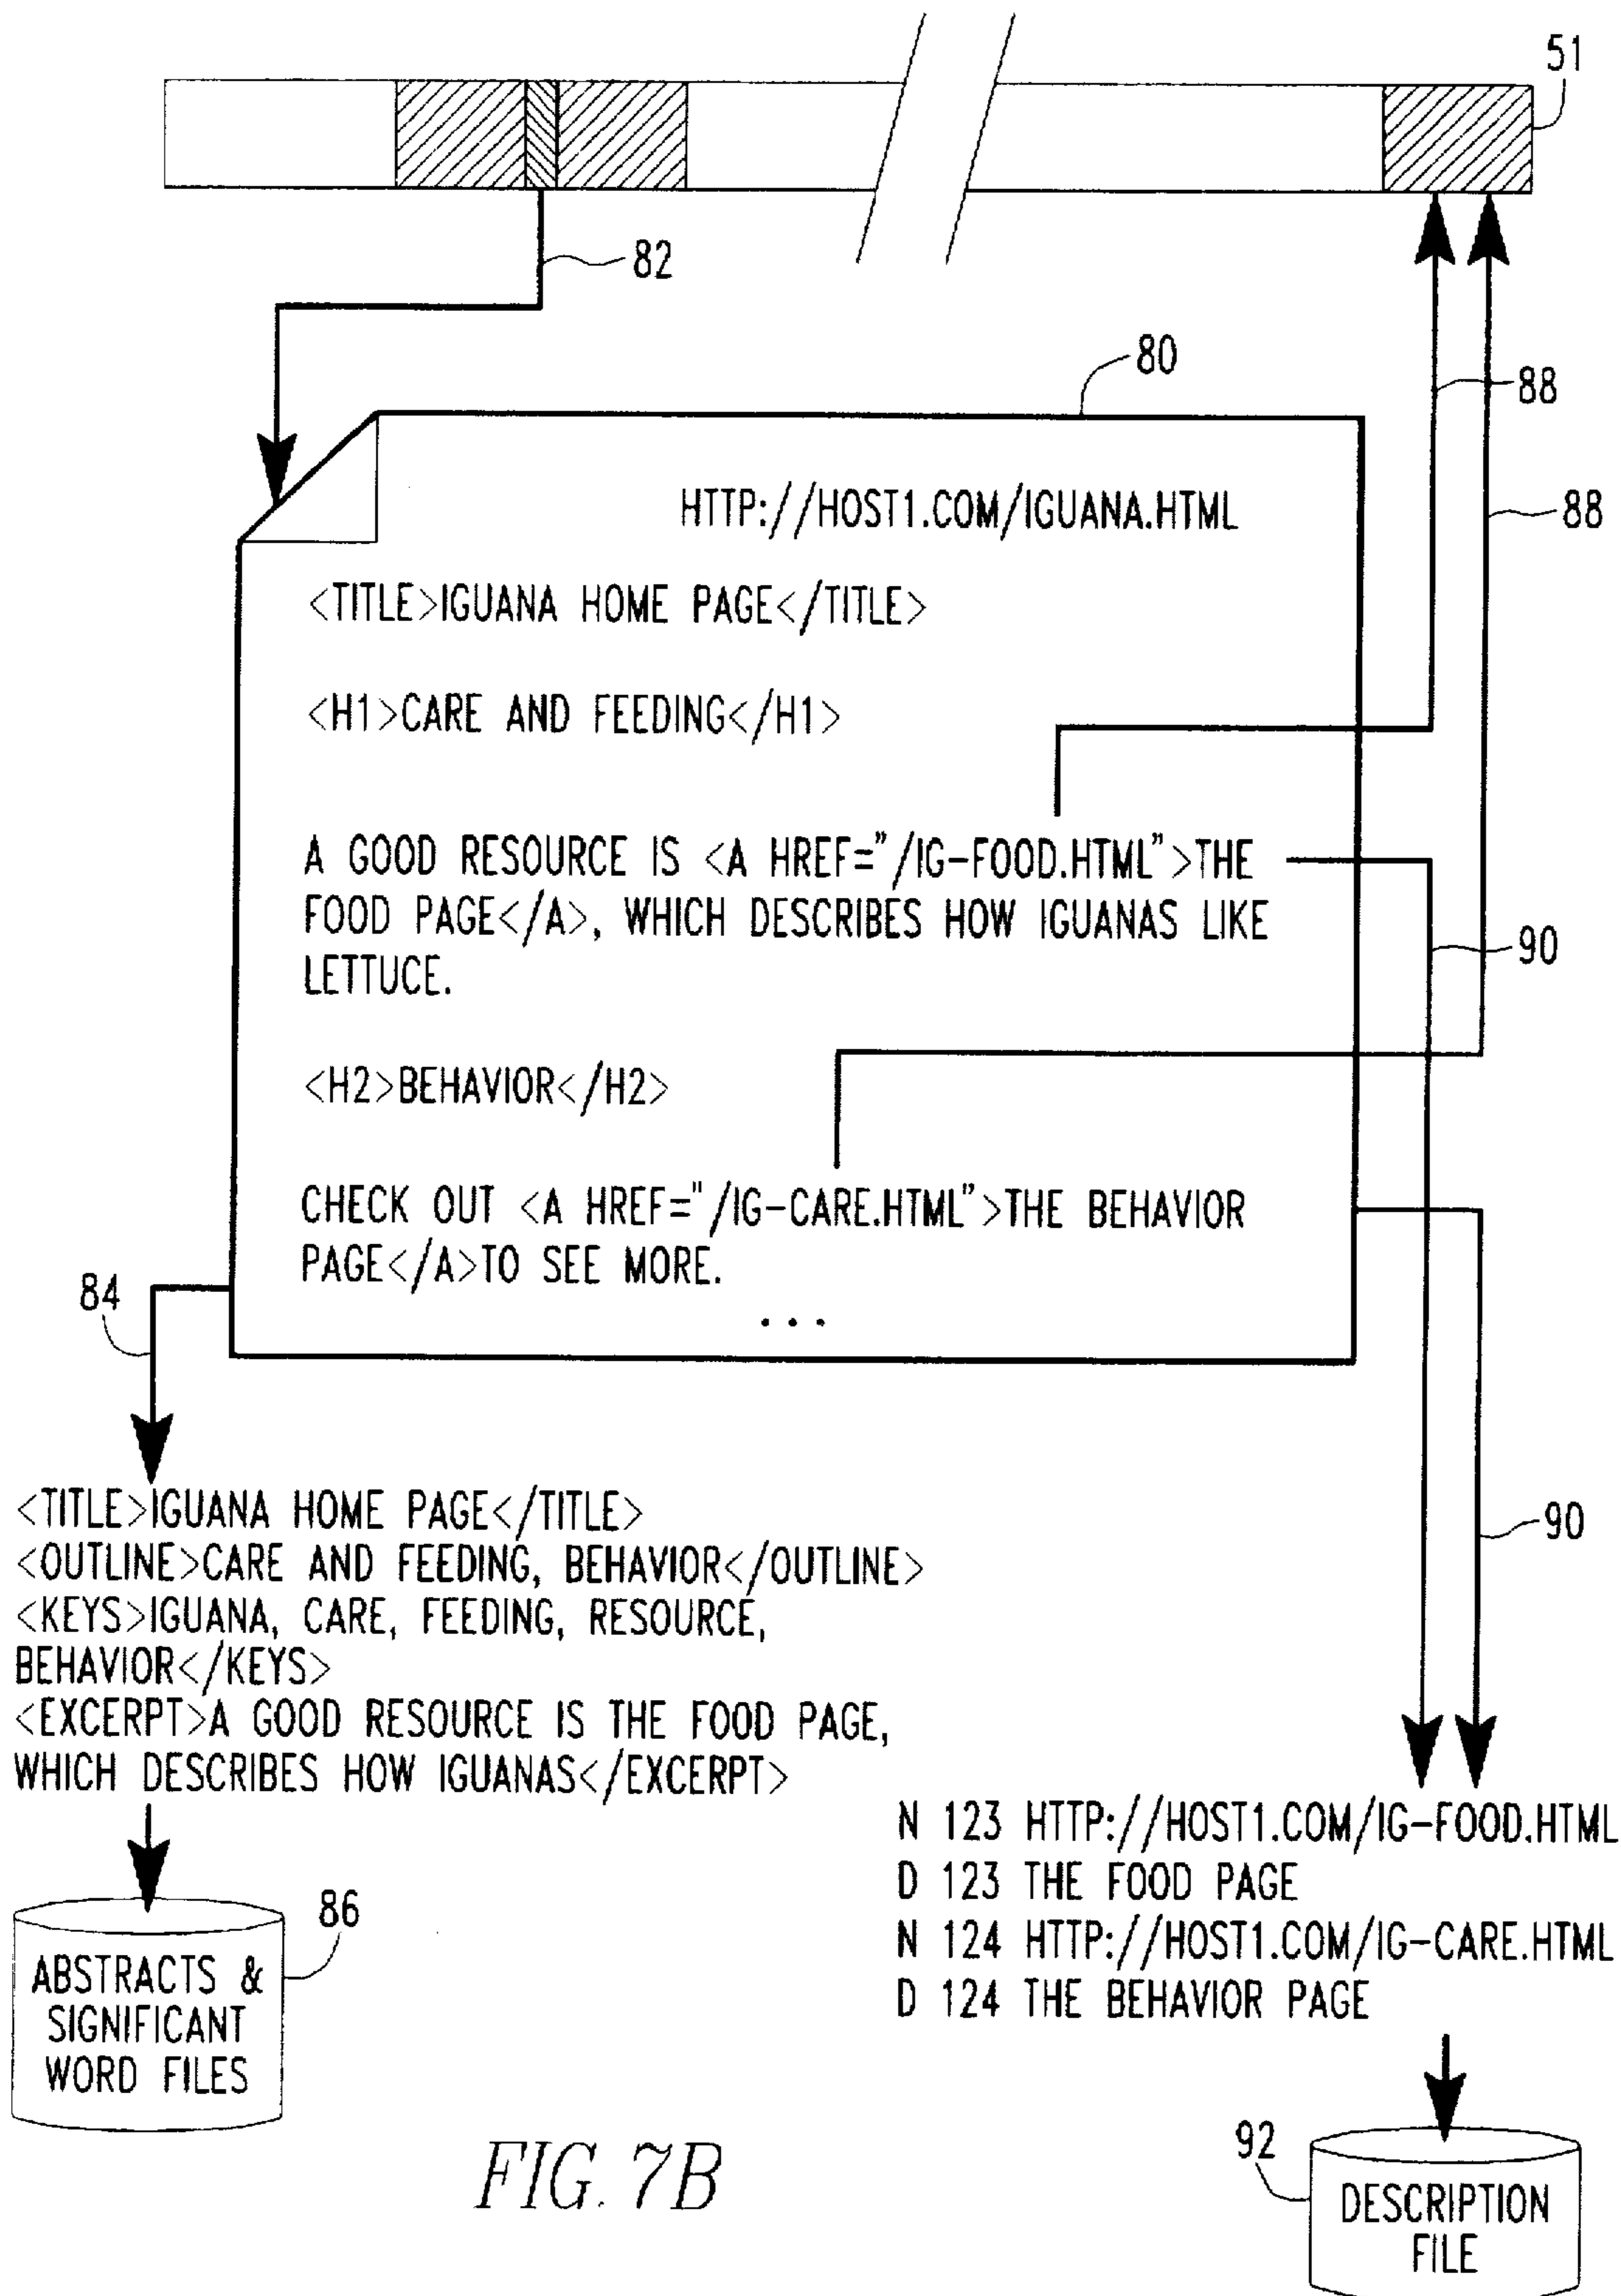 51
82
80
88
88
HTTP://HOST1.COM/IGUANA.HTML
<TITLE>IGUANA HOME PAGE</TITLE>
<H1>CARE AND FEEDING</H1>
A GOOD RESOURCE IS <A HREF="/IG-FOOD.HTML">THE
FOOD PAGE</A>, WHICH DESCRIBES HOW IGUANAS LIKE
LETTUCE.
90
<H2>BEHAVIOR</H2>
CHECK OUT <A HREF="/IG-CARE.HTML">THE BEHAVIOR
PAGE</A>TO SEE MORE.
...
84
90
<TITLE>IGUANA HOME PAGE</TITLE>
<OUTLINE>CARE AND FEEDING, BEHAVIOR</OUTLINE>
<KEYS>IGUANA, CARE, FEEDING, RESOURCE,
BEHAVIOR</KEYS>
<EXCERPT>A GOOD RESOURCE IS THE FOOD PAGE,
WHICH DESCRIBES HOW IGUANAS</EXCERPT>
N 123 HTTP://HOST1.COM/IG-FOOD.HTML
D 123 THE FOOD PAGE
N 124 HTTP://HOST1.COM/IG-CARE.HTML
D 124 THE BEHAVIOR PAGE
86
ABSTRACTS &
SIGNIFICANT
WORD FILES
92
DESCRIPTION
FILE
FIG. 7B